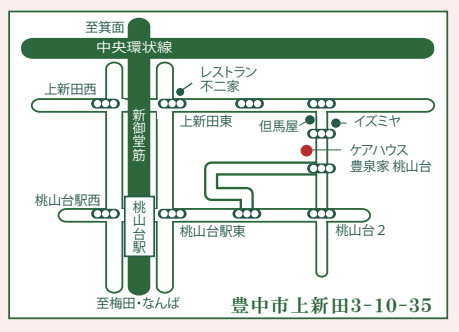 至箕面
中央環状線
レストラン
不二家
上新田西
新御堂筋
上新田東
但馬屋
イズミヤ
ケアハウス
豊泉家 桃山台
桃山台駅西
桃山台駅
桃山台駅東
桃山台2
至梅田・なんば
豊中市上新田3-10-35